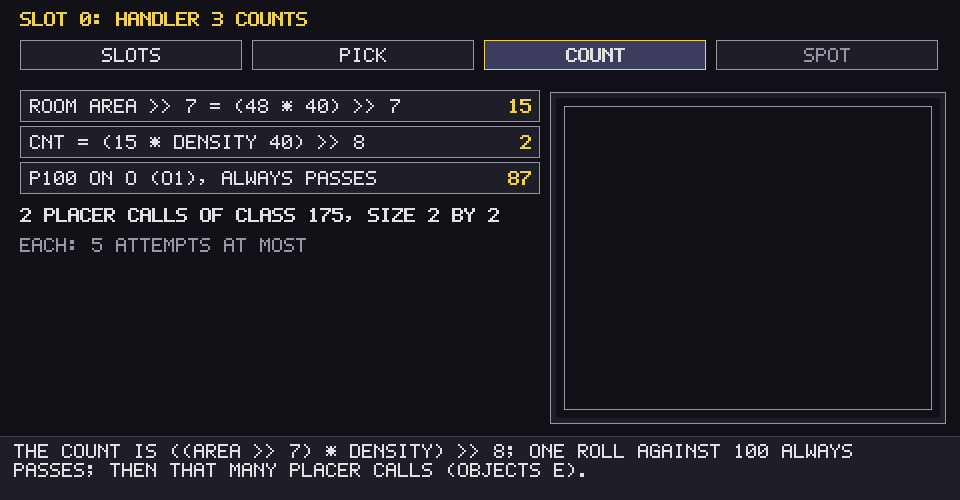 SLOT 0: HANDLER 3 COUNTS
SLOTS PICK COUNT SPOT
ROOM AREA >> 7 = (48 * 40) >> 7 15
CNT = (15 * DENSITY 40) >> 8 2
P100 ON O (O1), ALWAYS PASSES 87
2 PLACER CALLS OF CLASS 175, SIZE 2 BY 2
EACH: 5 ATTEMPTS AT MOST
THE COUNT IS ((AREA >> 7) * DENSITY) >> 8; ONE ROLL AGAINST 100 ALWAYS
PASSES; THEN THAT MANY PLACER CALLS (OBJECTS E).